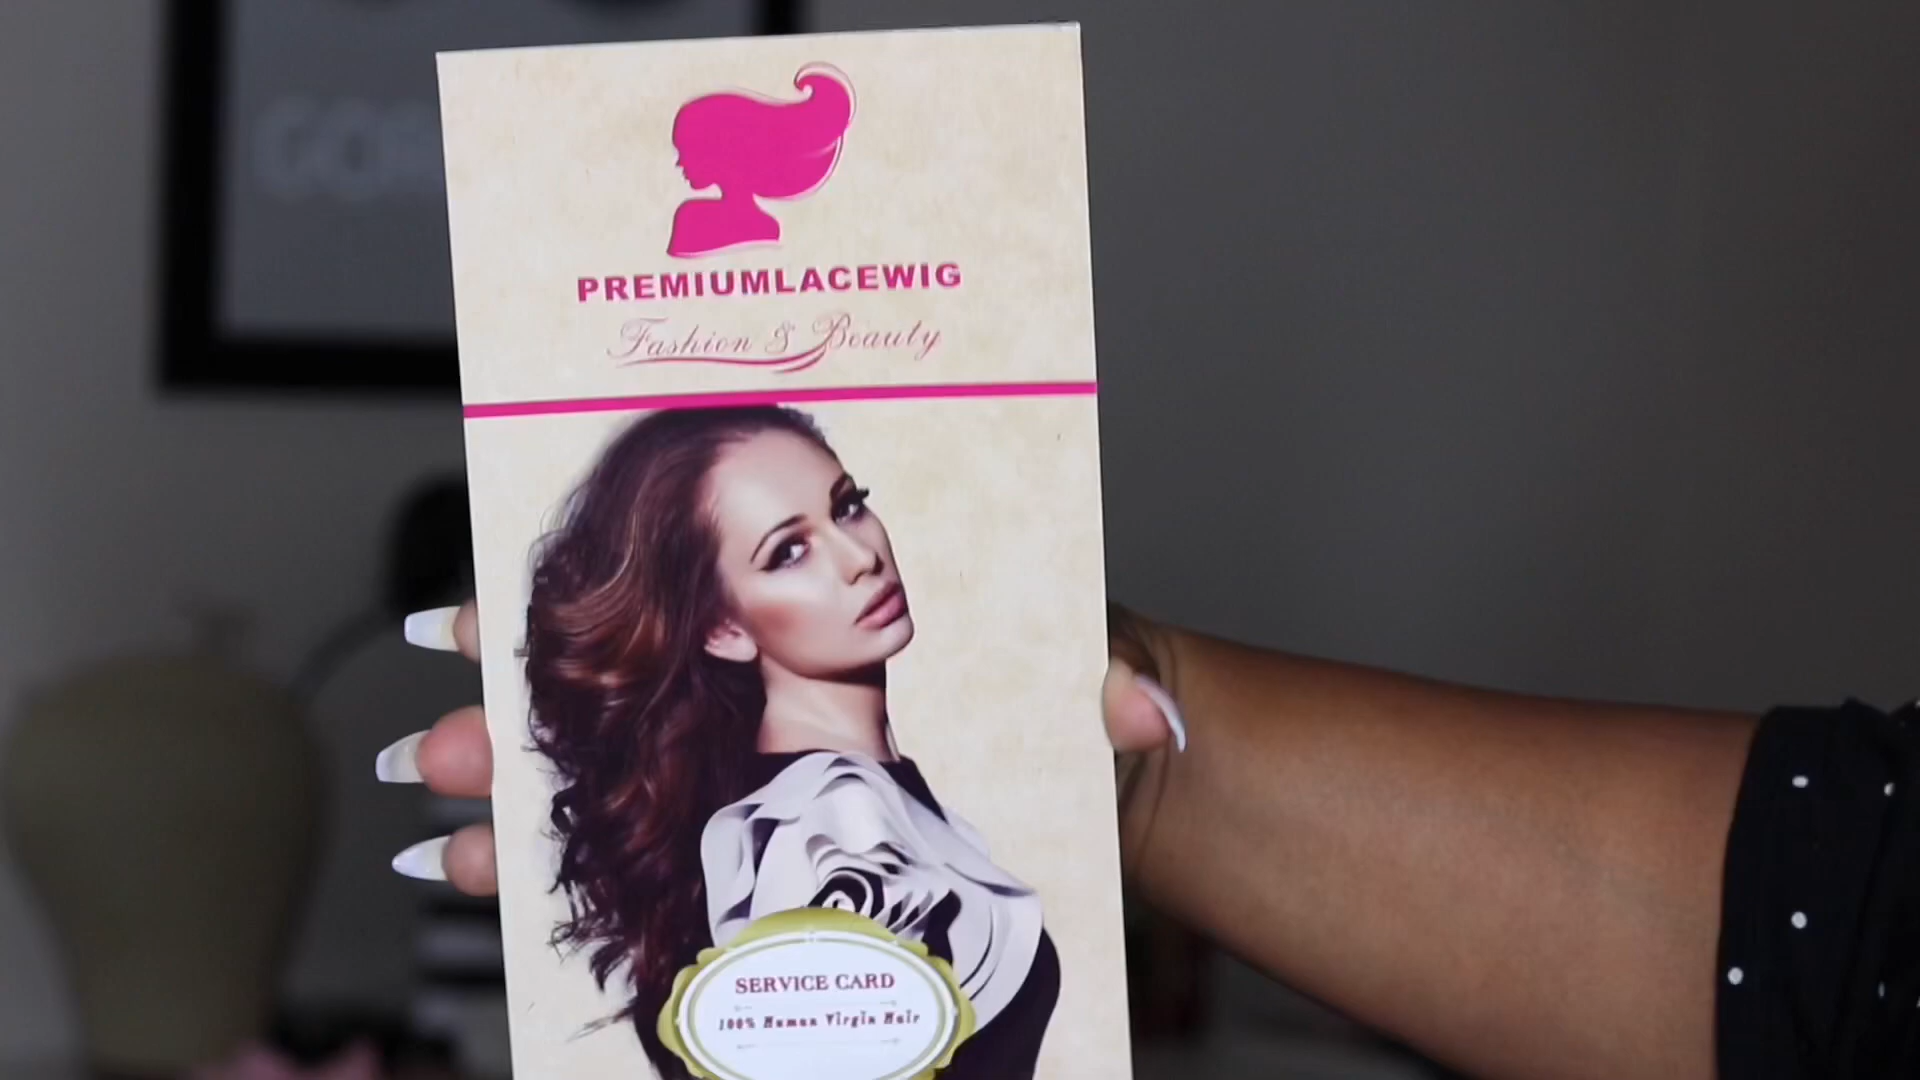 PREMIUMLACEWIG
Fashion & Beauty
SERVICE CARD
100% Human Virgin Hair